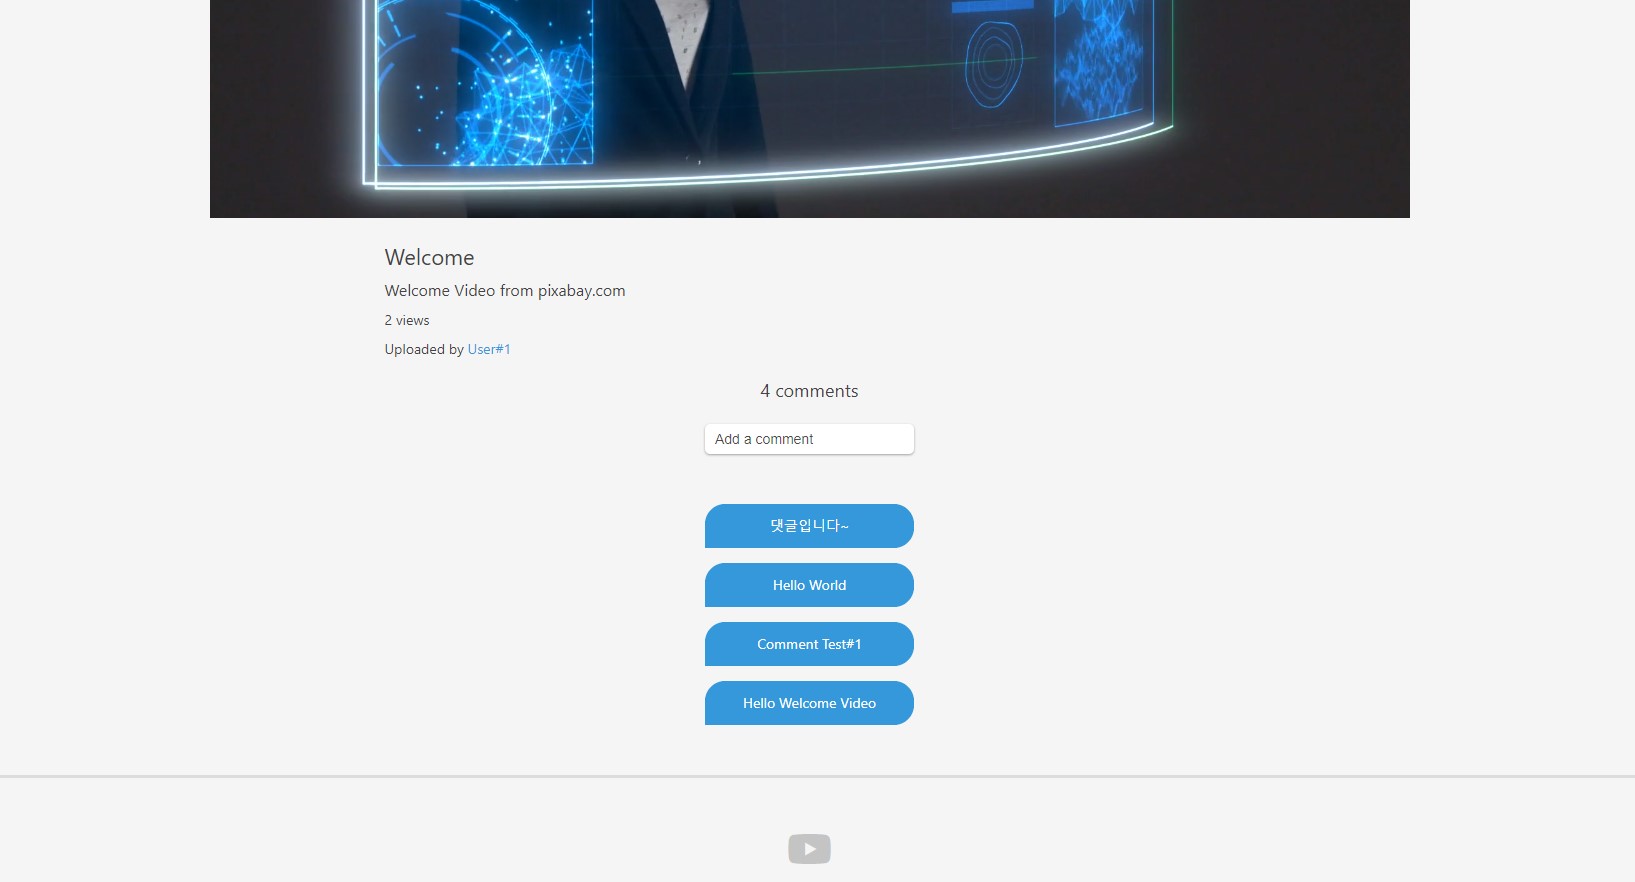 Welcome
Welcome Video from pixabay.com
2 views
Uploaded by User#1
4 comments
Add a comment
댓글입니다~
Hello World
Comment Test#1
Hello Welcome Video